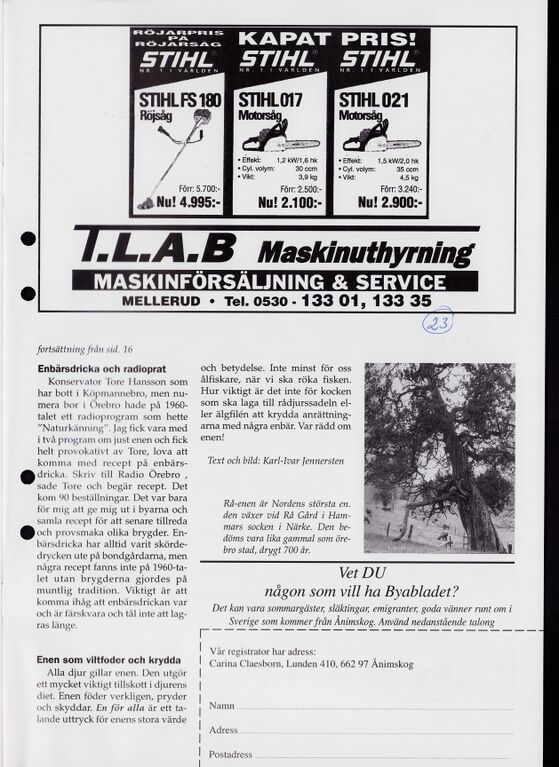 RÖJARPRIS
PÅ
RÖJARSÅG
STIHL®
NR. 1 I VÄRLDEN
STIHL FS 180
Röjsåg
Förr: 5.700:-
Nu! 4.995:-
KAPAT PRIS!
STIHL®
NR. 1 I VÄRLDEN
STIHL 017
Motorsåg
• Effekt: 1,2 kW/1,6 hk
• Cyl. volym: 30 ccm
• Vikt: 3,9 kg
Förr: 2.500:-
Nu! 2.100:-
STIHL®
NR. 1 I VÄRLDEN
STIHL 021
Motorsåg
• Effekt: 1,5 kW/2,0 hk
• Cyl. volym: 35 ccm
• Vikt: 4,5 kg
Förr: 3.240:-
Nu! 2.900:-
T.L.A.B Maskinuthyrning
MASKINFÖRSÄLJNING & SERVICE
MELLERUD • Tel. 0530 - 133 01, 133 35
23
fortsättning från sid. 16
Enbärsdricka och radioprat
Konservator Tore Hansson som
har bott i Köpmannebro, men nu-
mera bor i Örebro hade på 1960-
talet ett radioprogram som hette
"Naturkänning". Jag fick vara med
i två program om just enen och fick
helt provokativt av Tore, lova att
komma med recept på enbärs-
dricka. Skriv till Radio Örebro ,
sade Tore och begär recept. Det
kom 90 beställningar. Det var bara
för mig att ge mig ut i byarna och
samla recept för att senare tillreda
och provsmaka olika brygder. En-
bärsdricka har alltid varit skörde-
drycken ute på bondgårdarna, men
några recept fanns inte på 1960-ta-
let utan brygderna gjordes på
muntlig tradition. Viktigt är att
komma ihåg att enbärsdrickan var
och är färskvara och tål inte att lag-
ras länge.
Enen som viltfoder och krydda
Alla djur gillar enen. Den utgör
ett mycket viktigt tillskott i djurens
diet. Enen föder verkligen, pryder
och skyddar. En för alla är ett ta-
lande uttryck för enens stora värde
och betydelse. Inte minst för oss
ålfiskare, när vi ska röka fisken.
Hur viktigt är det inte för kocken
som ska laga till rådjurssadeln el-
ler älgfilén att krydda anrättning-
arna med några enbär. Var rädd om
enen!
Text och bild: Karl-Ivar Jennersten
Rå-enen är Nordens största en.
den växer vid Rå Gård i Ham-
mars socken i Närke. Den be-
döms vara lika gammal som öre-
bro stad, drygt 700 år.
Vet DU
någon som vill ha Byabladet?
Det kan vara sommargäster, släktingar, emigranter, goda vänner runt om i
Sverige som kommer från Ånimskog. Använd nedanstående talong
Vår registrator har adress:
Carina Claesborn, Lunden 410, 662 97 Ånimskog
Namn
Adress
Postadress